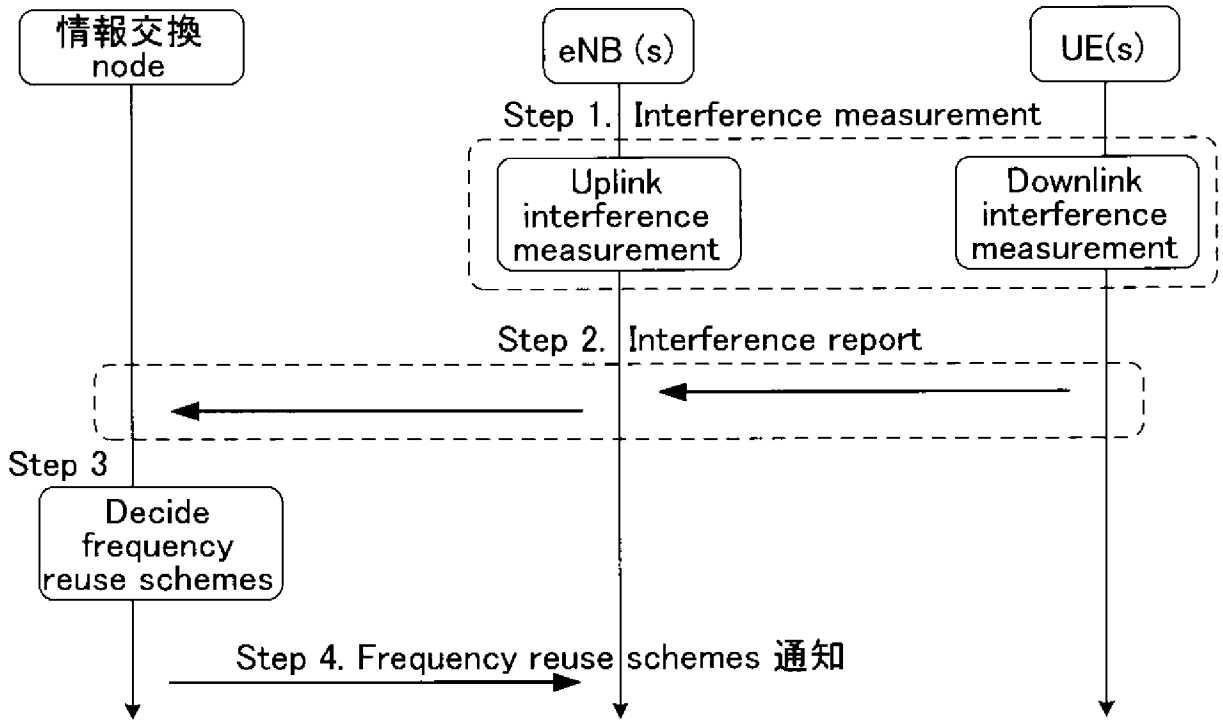 情報交換
node
eNB (s)
UE(s)
Step 1. Interference measurement
Uplink
interference
measurement
Downlink
interference
measurement
Step 2. Interference report
Step 3
Decide
frequency
reuse schemes
Step 4. Frequency reuse schemes 通知